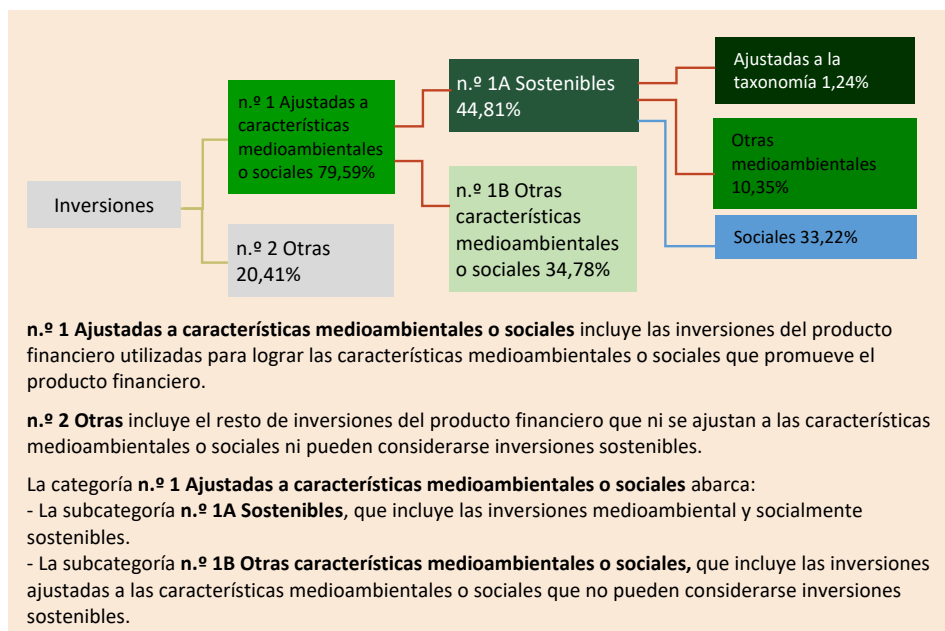 Inversiones
n.º 1 Ajustadas a
características
medioambientales
o sociales 79,59%
n.º 2 Otras
20,41%
n.º 1A Sostenibles
44,81%
n.º 1B Otras
características
medioambientales
o sociales 34,78%
Ajustadas a la
taxonomía 1,24%
Otras
medioambientales
10,35%
Sociales 33,22%
n.º 1 Ajustadas a características medioambientales o sociales incluye las inversiones del producto
financiero utilizadas para lograr las características medioambientales o sociales que promueve el
producto financiero.
n.º 2 Otras incluye el resto de inversiones del producto financiero que ni se ajustan a las características
medioambientales o sociales ni pueden considerarse inversiones sostenibles.
La categoría n.º 1 Ajustadas a características medioambientales o sociales abarca:
- La subcategoría n.º 1A Sostenibles, que incluye las inversiones medioambiental y socialmente
sostenibles.
- La subcategoría n.º 1B Otras características medioambientales o sociales, que incluye las inversiones
ajustadas a las características medioambientales o sociales que no pueden considerarse inversiones
sostenibles.